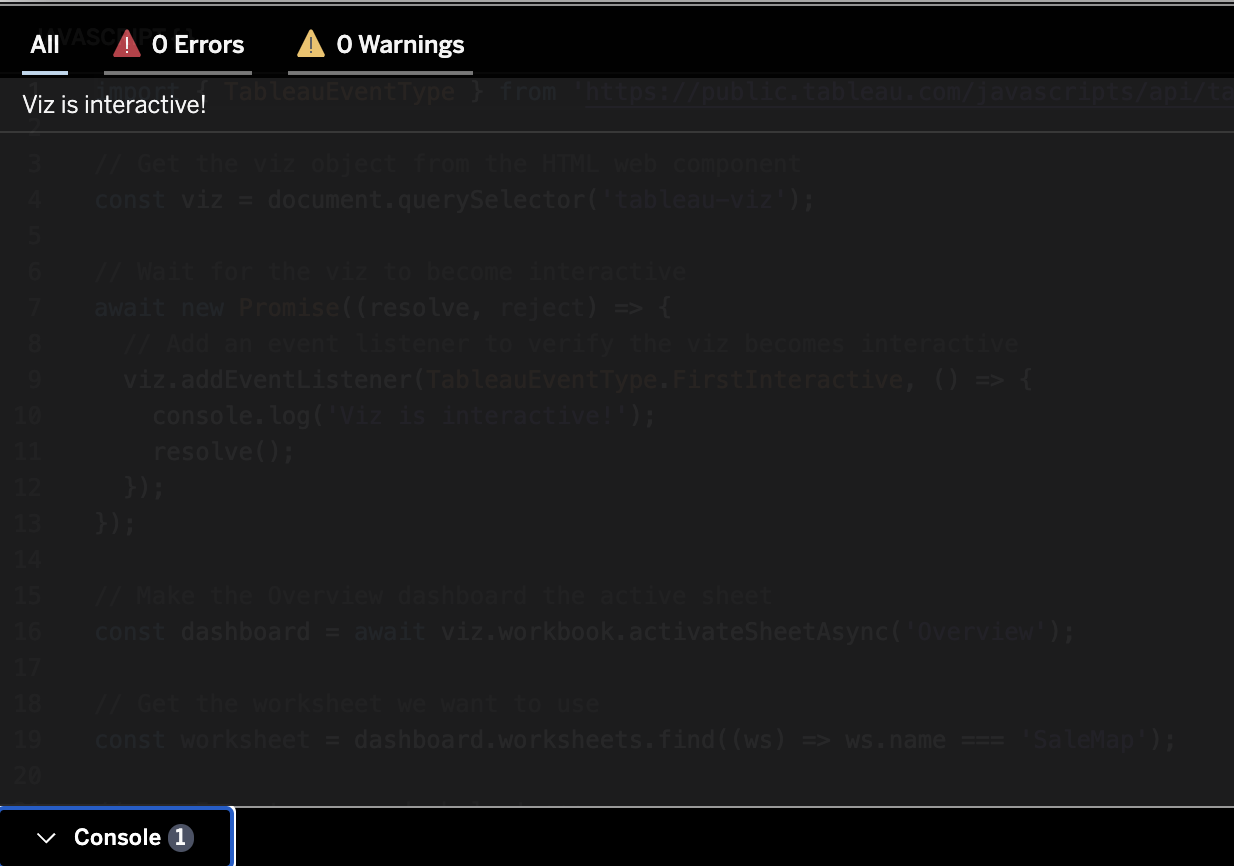 JAVASCRIPT
All 0 Errors 0 Warnings
1 import { TableauEventType } from 'https://public.tableau.com/javascripts/api/ta
Viz is interactive!
2
3 // Get the viz object from the HTML web component
4 const viz = document.querySelector('tableau-viz');
5
6 // Wait for the viz to become interactive
7 await new Promise((resolve, reject) => {
8 // Add an event listener to verify the viz becomes interactive
9 viz.addEventListener(TableauEventType.FirstInteractive, () => {
10 console.log('Viz is interactive!');
11 resolve();
12 });
13 });
14
15 // Make the Overview dashboard the active sheet
16 const dashboard = await viz.workbook.activateSheetAsync('Overview');
17
18 // Get the worksheet we want to use
19 const worksheet = dashboard.worksheets.find((ws) => ws.name === 'SaleMap');
20
Console 1